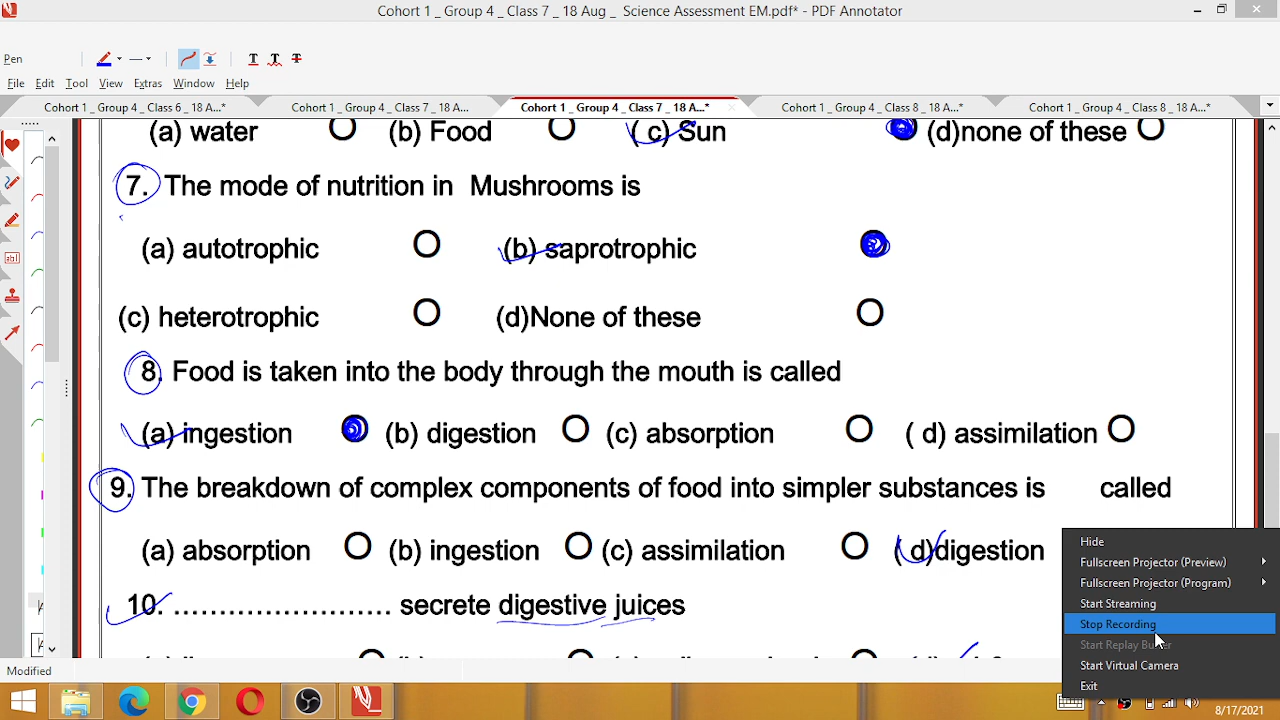 Cohort 1 _ Group 4 _ Class 7 _ 18 Aug _ Science Assessment EM.pdf* - PDF Annotator
Pen
File Edit Tool View Extras Window Help
Cohort 1 _ Group 4 _ Class 6 _ 18 A...* Cohort 1 _ Group 4 _ Class 7 _ 18 A... Cohort 1 _ Group 4 _ Class 7 _ 18 A...* Cohort 1 _ Group 4 _ Class 8 _ 18 A...* Cohort 1 _ Group 4 _ Class 8 _ 18 A...*
(a) water (b) Food ( c) Sun (d)none of these
7. The mode of nutrition in Mushrooms is
(a) autotrophic (b) saprotrophic
(c) heterotrophic (d)None of these
8. Food is taken into the body through the mouth is called
(a) ingestion (b) digestion (c) absorption ( d) assimilation
9. The breakdown of complex components of food into simpler substances is called
(a) absorption (b) ingestion (c) assimilation ( d)digestion
10. ........................ secrete digestive juices
Hide
Fullscreen Projector (Preview)
Fullscreen Projector (Program)
Start Streaming
Stop Recording
Start Replay Buffer
Start Virtual Camera
Exit
Modified
8/17/2021